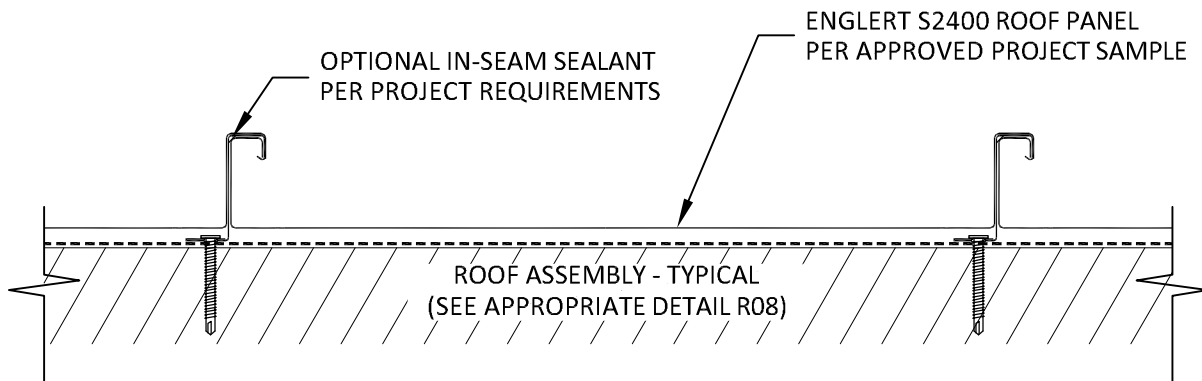 ENGLERT S2400 ROOF PANEL
PER APPROVED PROJECT SAMPLE
OPTIONAL IN-SEAM SEALANT
PER PROJECT REQUIREMENTS
ROOF ASSEMBLY - TYPICAL
(SEE APPROPRIATE DETAIL R08)